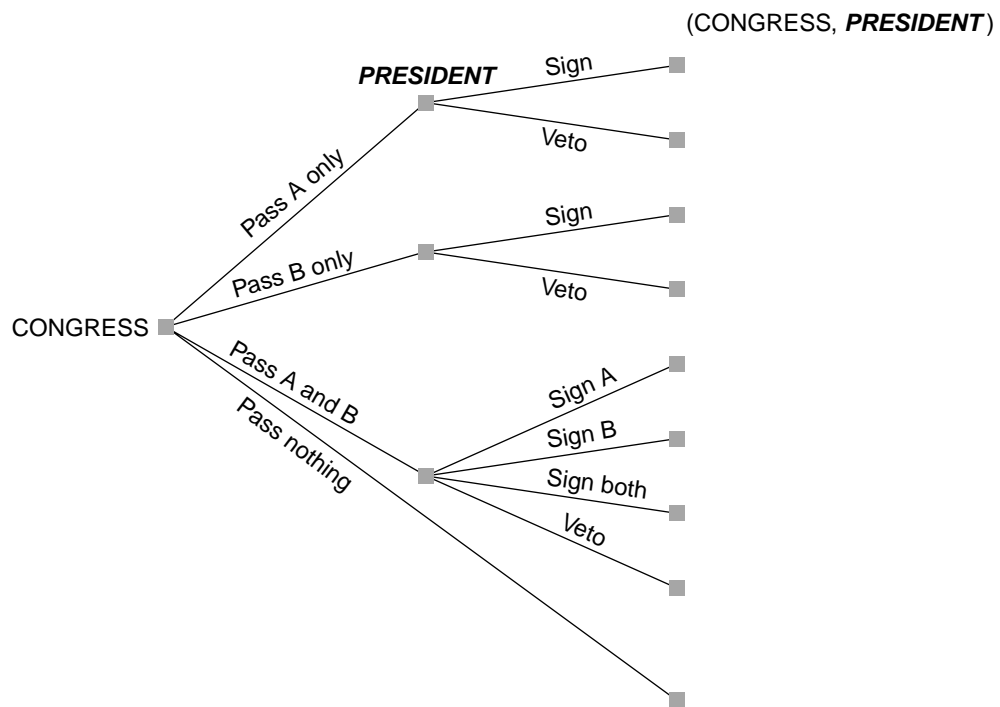 (CONGRESS, PRESIDENT)
PRESIDENT
Sign
Veto
Pass A only
Sign
Pass B only
Veto
CONGRESS
Pass A and B
Sign A
Pass nothing
Sign B
Sign both
Veto